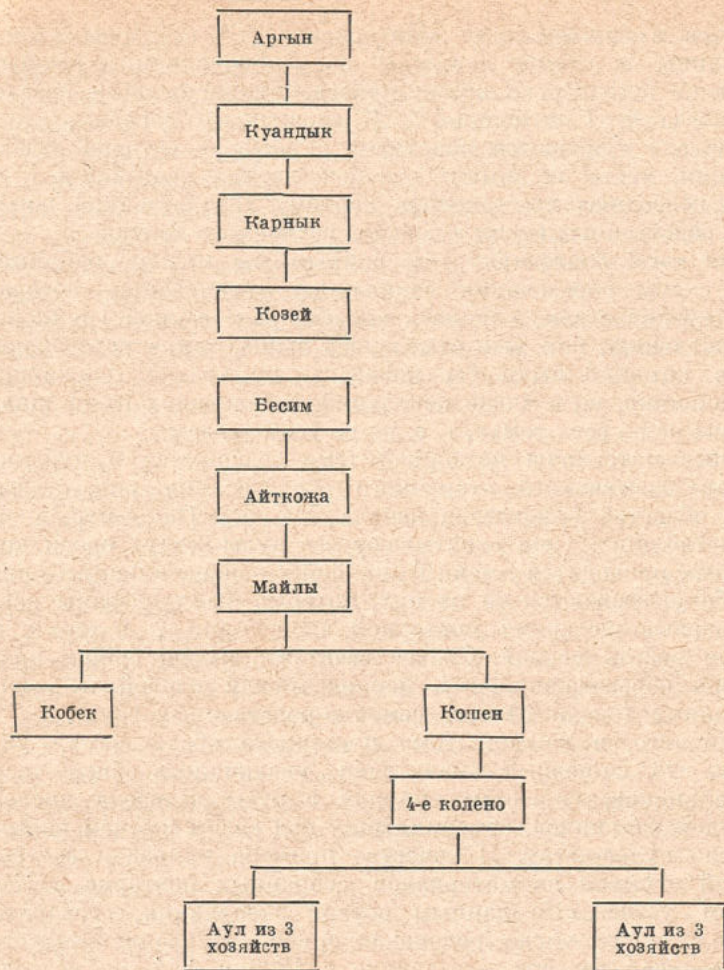 Аргын
Куандык
Карнык
Козей
Бесим
Айткожа
Майлы
Кобек
Кошен
4-е колено
Аул из 3
хозяйств
Аул из 3
хозяйств